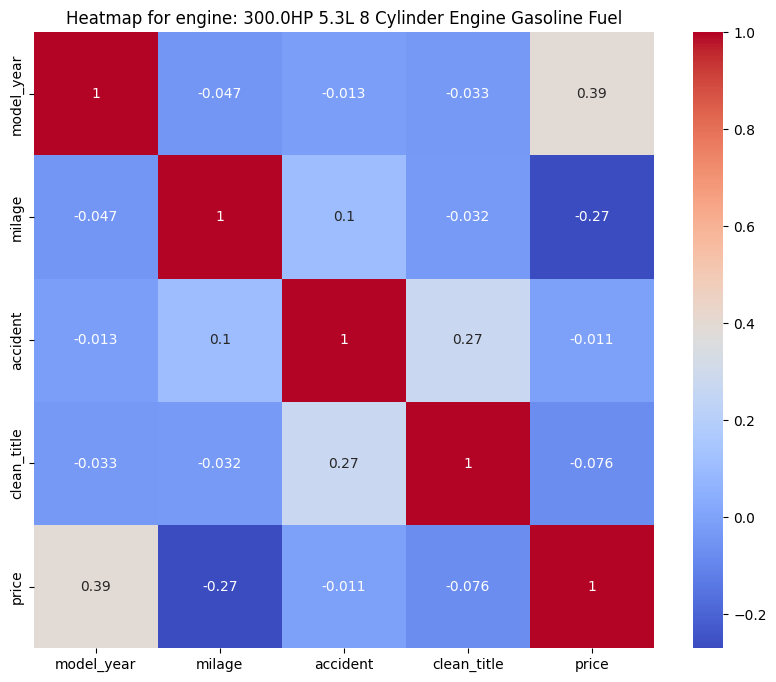 Heatmap for engine: 300.0HP 5.3L 8 Cylinder Engine Gasoline Fuel
model_year 1 -0.047 -0.013 -0.033 0.39
milage -0.047 1 0.1 -0.032 -0.27
accident -0.013 0.1 1 0.27 -0.011
clean_title -0.033 -0.032 0.27 1 -0.076
price 0.39 -0.27 -0.011 -0.076 1
model_year milage accident clean_title price
1.0
0.8
0.6
0.4
0.2
0.0
−0.2